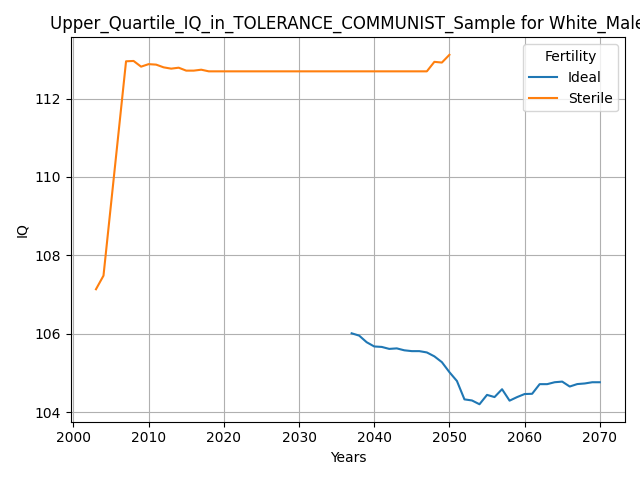 Upper_Quartile_IQ_in_TOLERANCE_COMMUNIST_Sample for White_Male
Fertility
Ideal
Sterile
IQ
112
110
108
106
104
2000
2010
2020
2030
2040
2050
2060
2070
Years